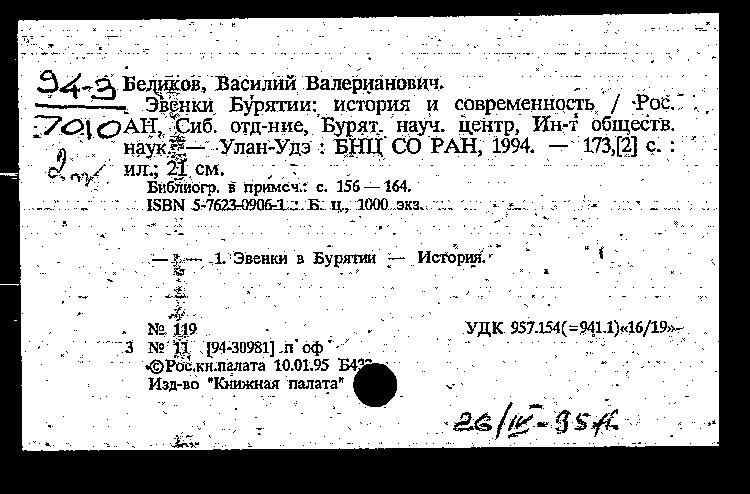 94-3 Беликов, Василий Валерианович.
Эвенки Бурятии: история и современность / Рос.
7010 АН, Сиб. отд-ние, Бурят. науч. центр, Ин-т обществ.
наук. — Улан-Удэ : БНЦ СО РАН, 1994. — 173,[2] с. :
ил.; 21 см.
Библиогр. в примеч.: с. 156 — 164.
ISBN 5-7623-0906-1 : Б. ц., 1000 экз.
— — 1. Эвенки в Бурятии — История.
№ 119 УДК 957.154(=941.1)«16/19»
3 № 11 [94-30981] п оф
©Рос.кн.палата 10.01.95
Изд-во "Книжная палата"
26/IV-95